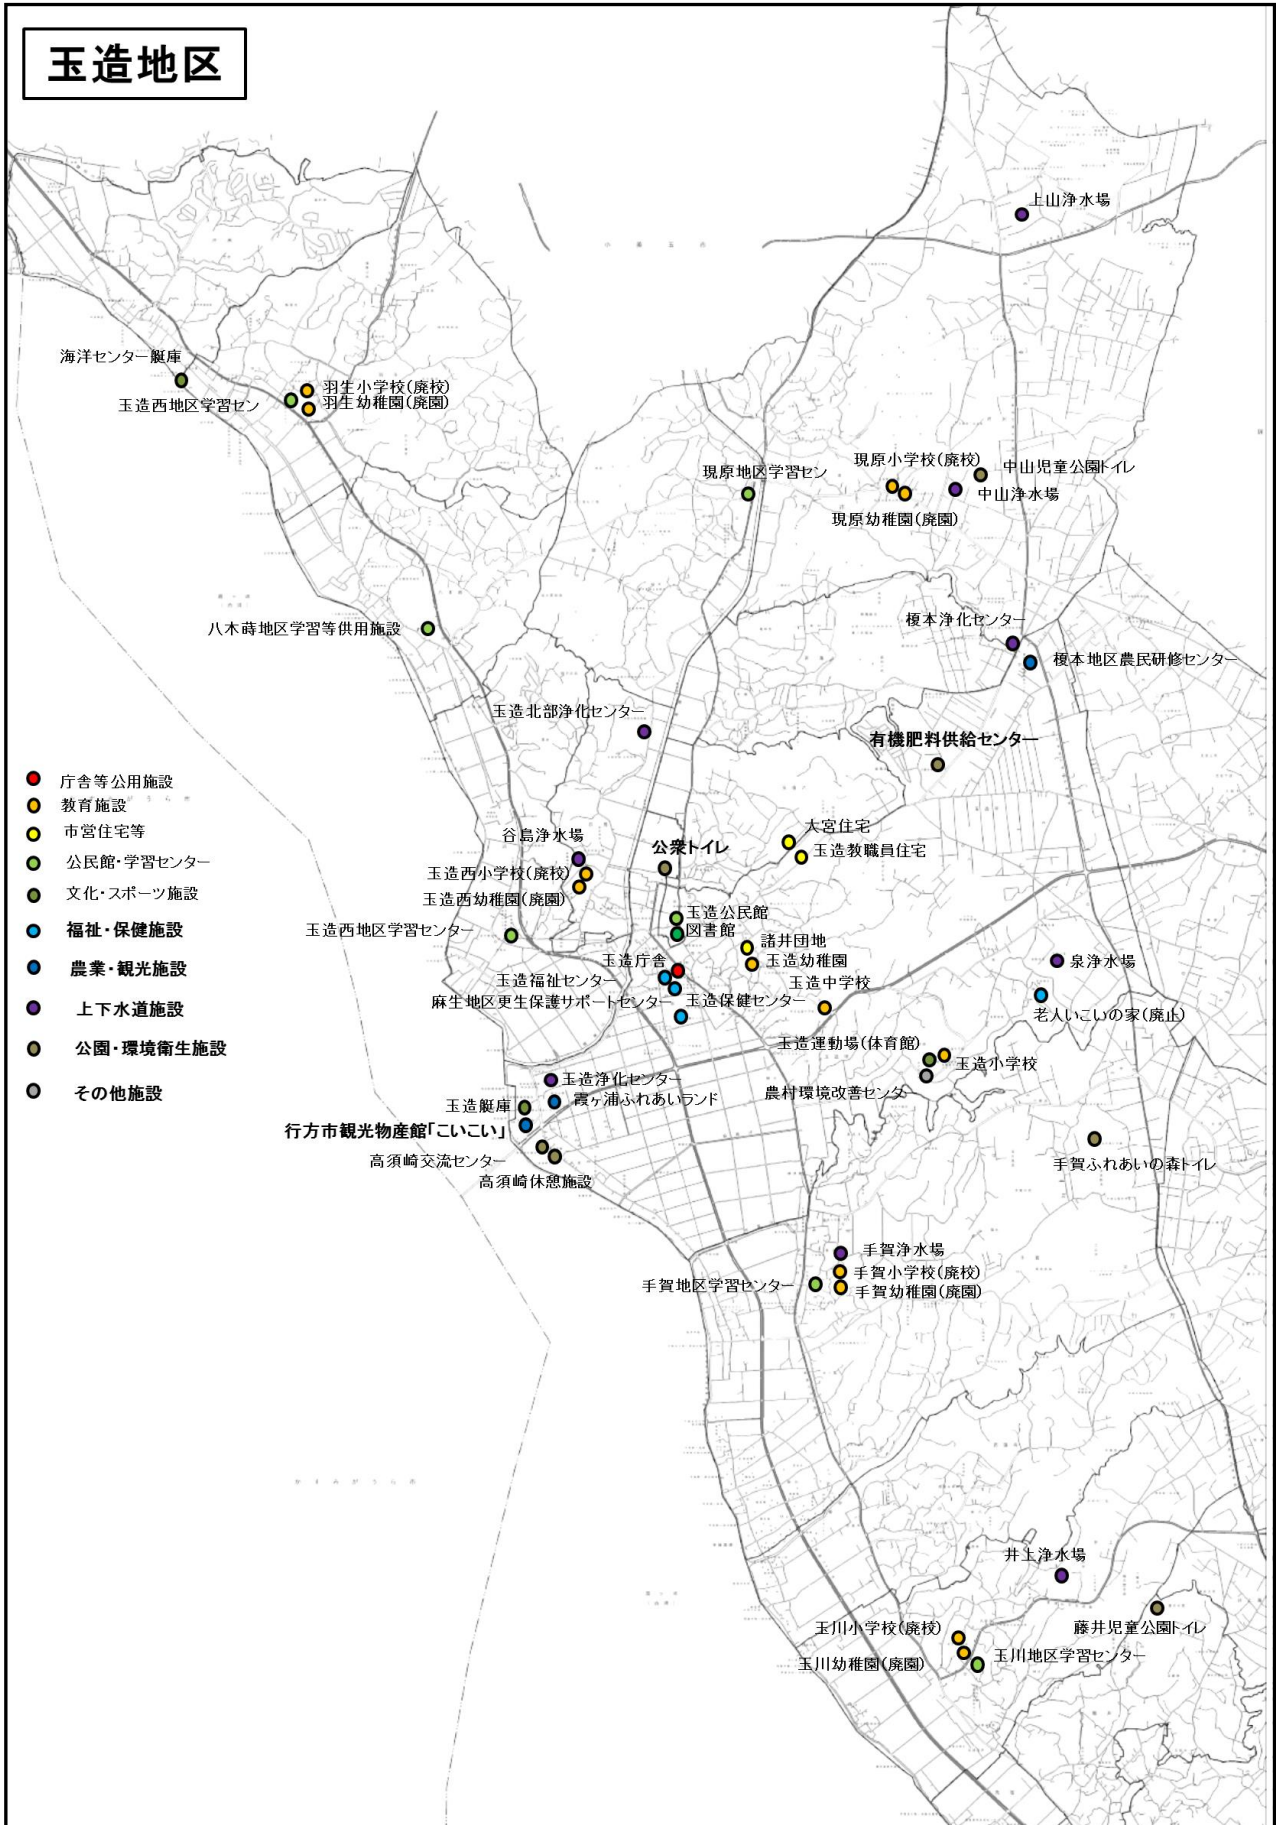 玉造地区
上山浄水場
海洋センター艇庫
羽生小学校(廃校)
玉造西地区学習セン
羽生幼稚園(廃園)
現原地区学習セン
現原小学校(廃校)
中山児童公園トイレ
中山浄水場
現原幼稚園(廃園)
八木蒔地区学習等供用施設
榎本浄化センター
榎本地区農民研修センター
玉造北部浄化センター
有機肥料供給センター
庁舎等公用施設
教育施設
市営住宅等
公民館・学習センター
文化・スポーツ施設
福祉・保健施設
農業・観光施設
上下水道施設
公園・環境衛生施設
その他施設
谷島浄水場
公衆トイレ
大宮住宅
玉造教職員住宅
玉造西小学校(廃校)
玉造西幼稚園(廃園)
玉造西地区学習センター
玉造公民館
図書館
諸井団地
玉造幼稚園
玉造庁舎
玉造福祉センター
麻生地区更生保護サポートセンター
玉造保健センター
玉造中学校
泉浄水場
老人いこいの家(廃止)
玉造運動場(体育館)
玉造小学校
農村環境改善センタ
玉造浄化センター
霞ヶ浦ふれあいランド
玉造艇庫
行方市観光物産館「こいこい」
高須崎交流センター
高須崎休憩施設
手賀ふれあいの森トイレ
手賀浄水場
手賀小学校(廃校)
手賀地区学習センター
手賀幼稚園(廃園)
井上浄水場
藤井児童公園トイレ
玉川小学校(廃校)
玉川地区学習センター
玉川幼稚園(廃園)
かすみがうら市